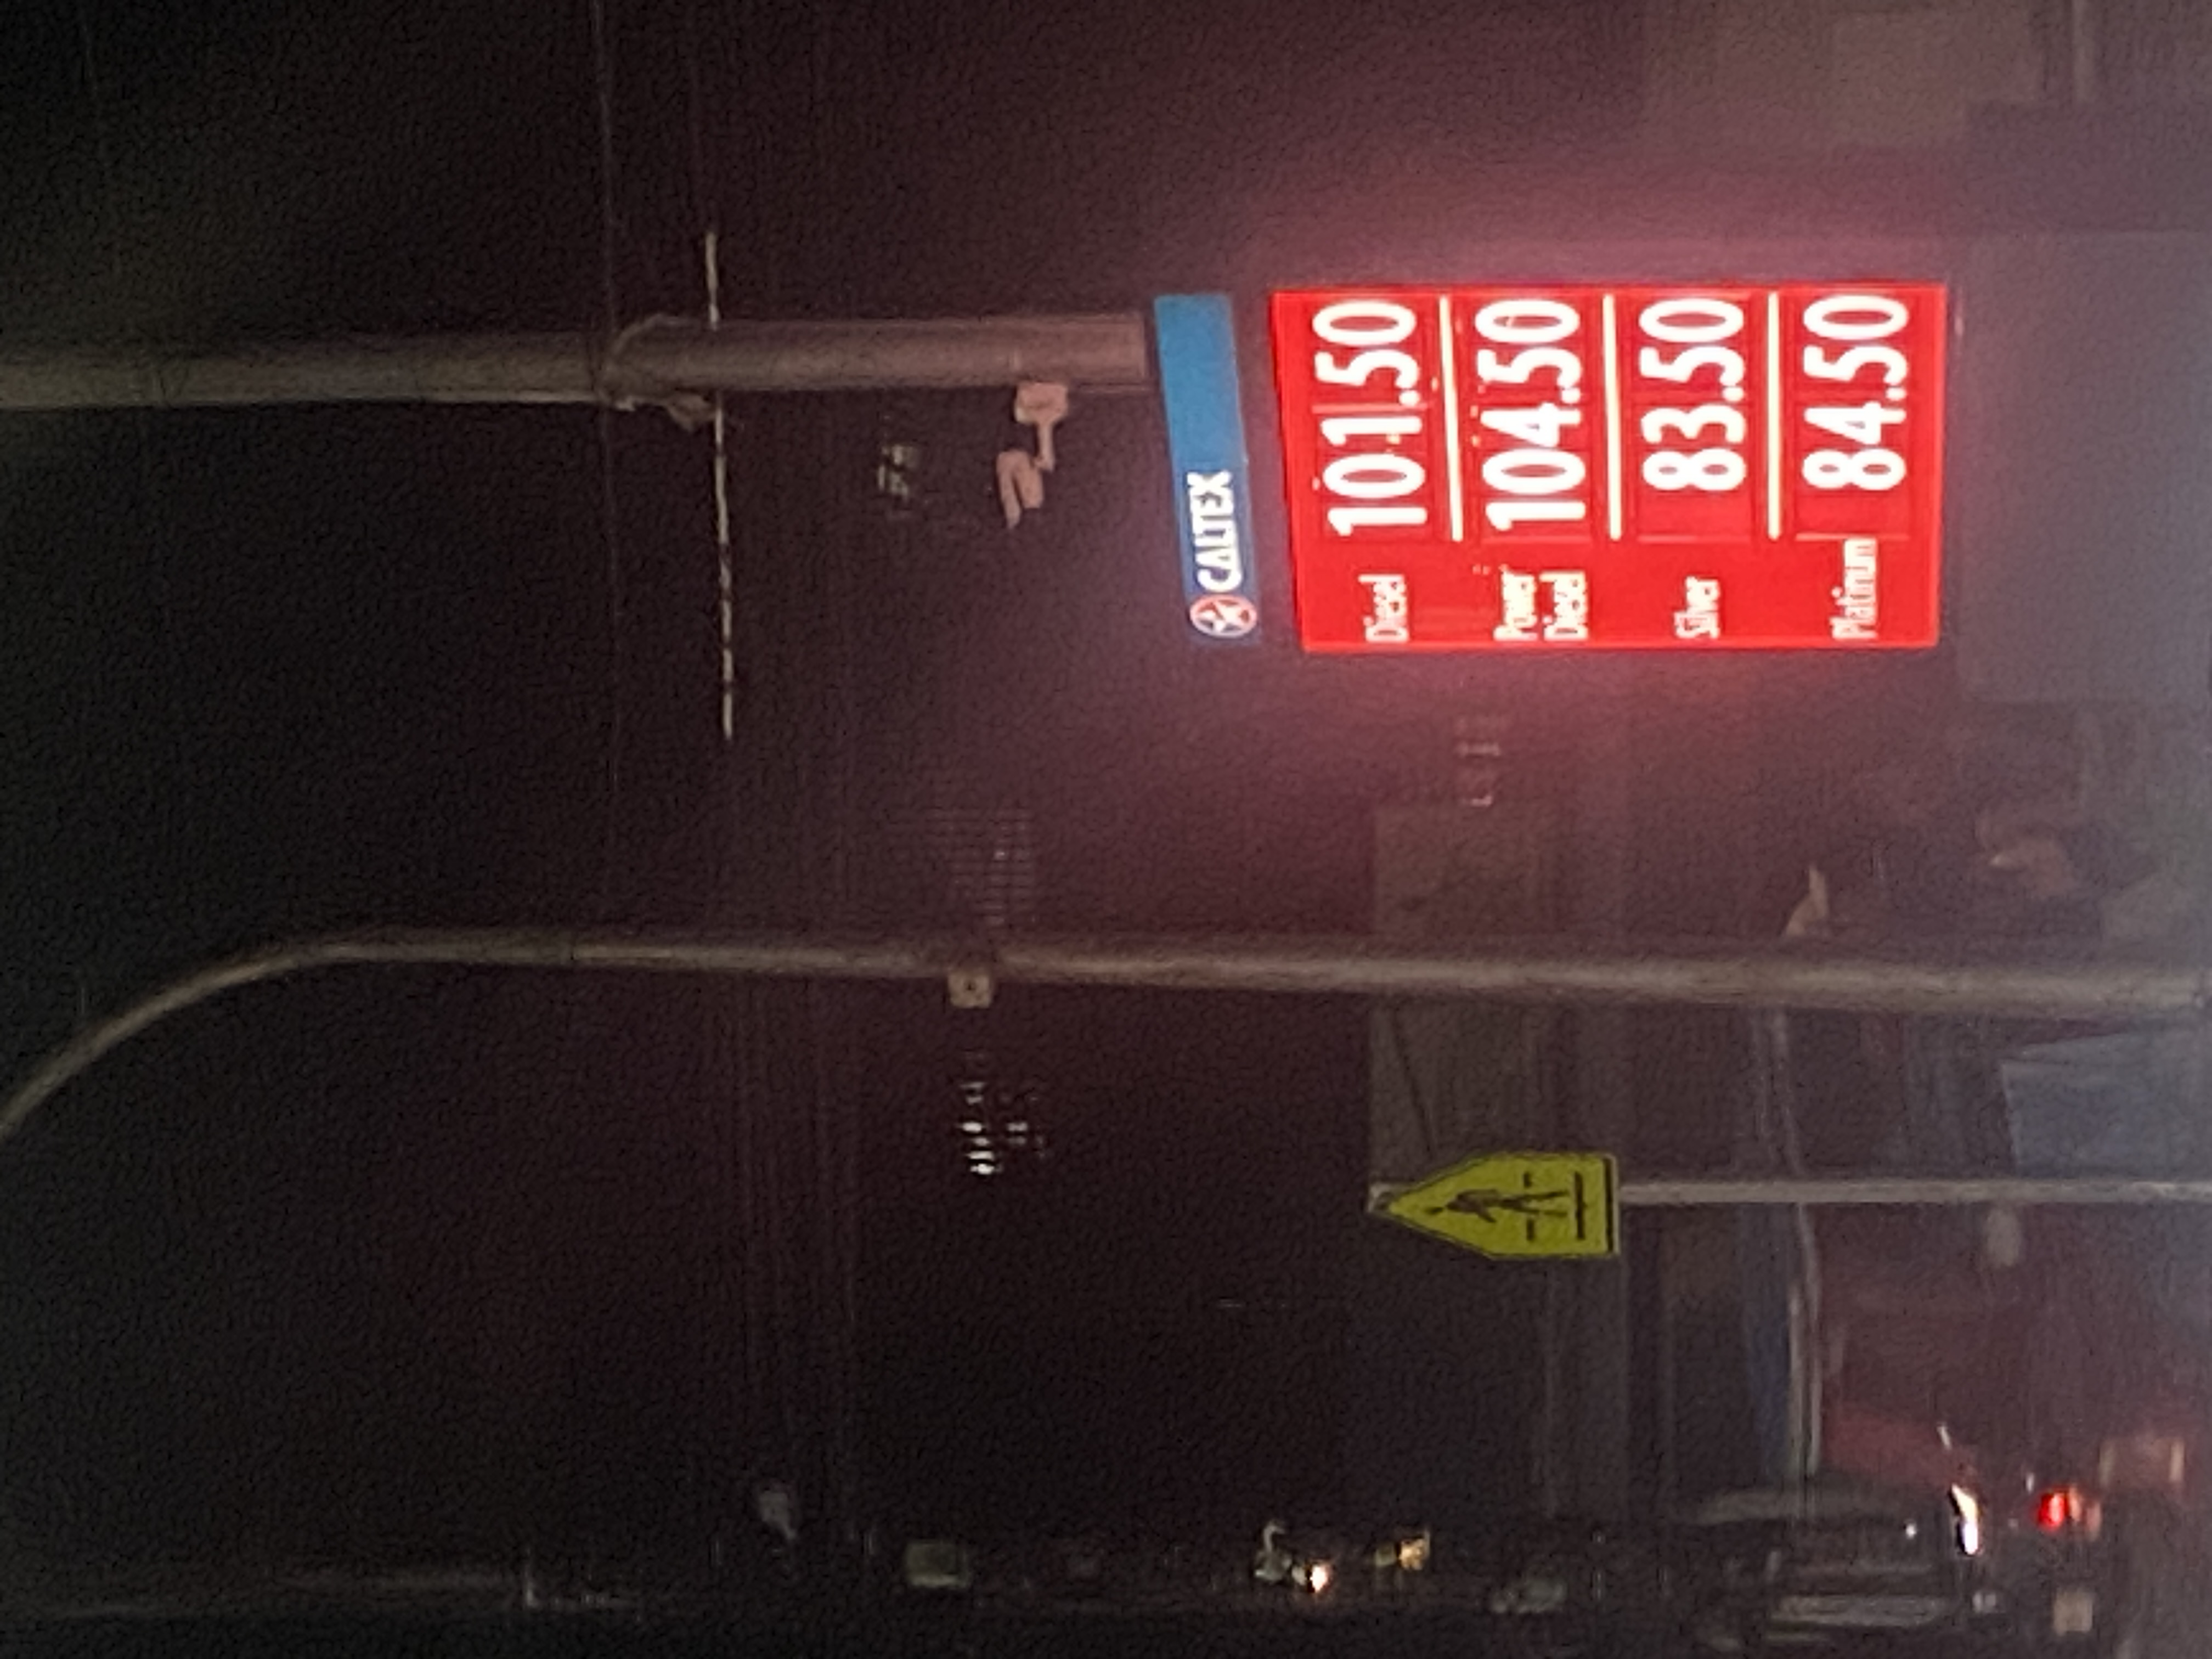 CALTEX
Diesel 101.50
Power
Diesel 104.50
Silver 83.50
Platinum 84.50